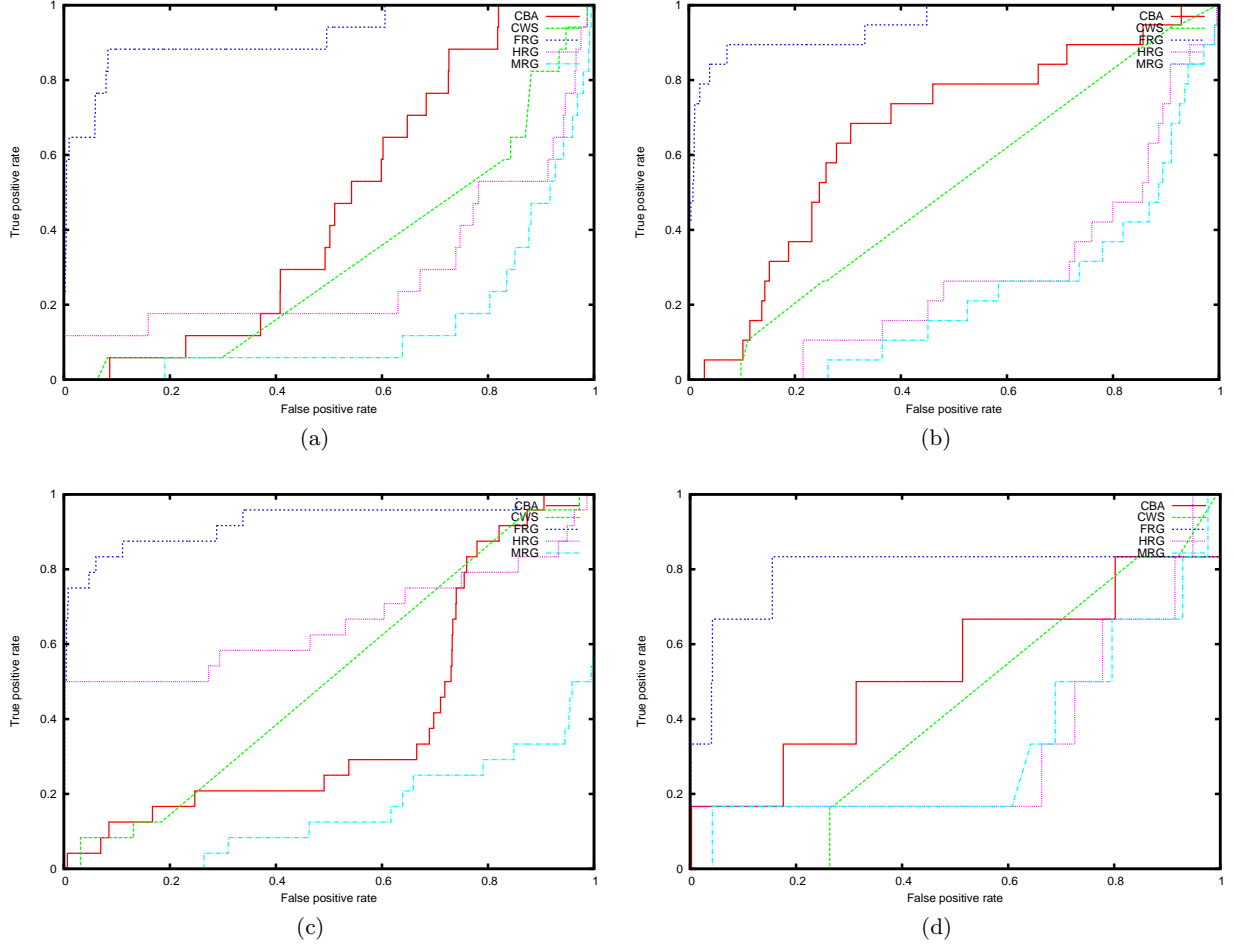 1
0.8
0.6
0.4
0.2
0
0 0.2 0.4 0.6 0.8 1
True positive rate
False positive rate
CBA
CWS
FRG
HRG
MRG
(a)
1
0.8
0.6
0.4
0.2
0
0 0.2 0.4 0.6 0.8 1
True positive rate
False positive rate
CBA
CWS
FRG
HRG
MRG
(b)
1
0.8
0.6
0.4
0.2
0
0 0.2 0.4 0.6 0.8 1
True positive rate
False positive rate
CBA
CWS
FRG
HRG
MRG
(c)
1
0.8
0.6
0.4
0.2
0
0 0.2 0.4 0.6 0.8 1
True positive rate
False positive rate
CBA
CWS
FRG
HRG
MRG
(d)